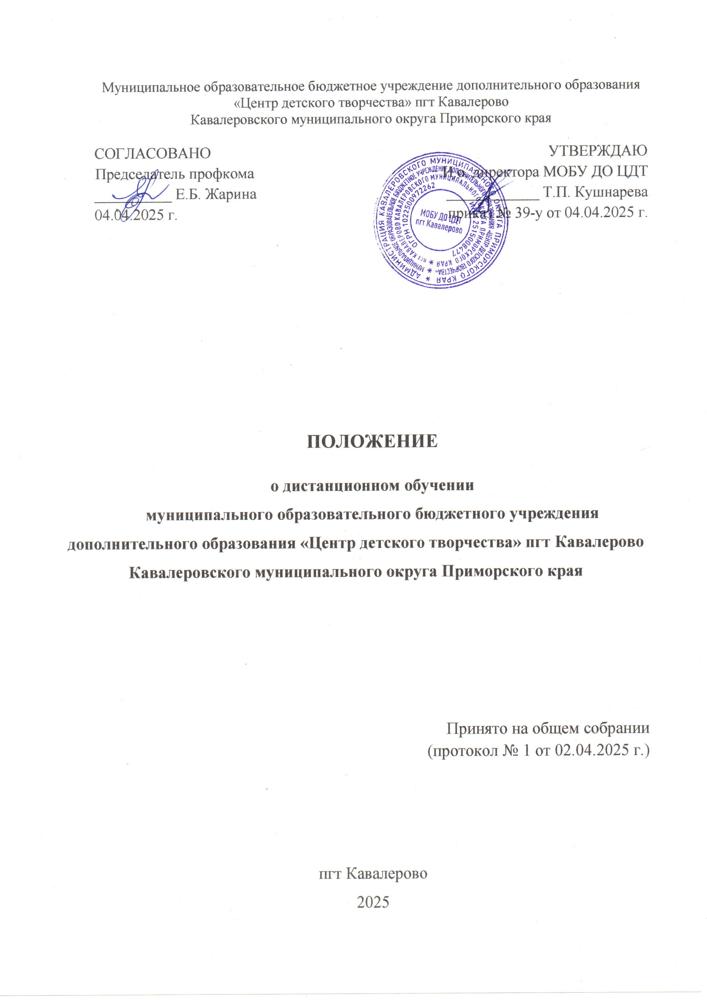 Муниципальное образовательное бюджетное учреждение дополнительного образования
«Центр детского творчества» пгт Кавалерово
Кавалеровского муниципального округа Приморского края
СОГЛАСОВАНО
Председатель профкома
____________ Е.Б. Жарина
04.04.2025 г.
УТВЕРЖДАЮ
И.о. директора МОБУ ДО ЦДТ
______________ Т.П. Кушнарева
приказ № 39-у от 04.04.2025 г.
✶ АДМИНИСТРАЦИЯ КАВАЛЕРОВСКОГО МУНИЦИПАЛЬНОГО ОКРУГА ПРИМОРСКОГО КРАЯ
✶ МУНИЦИПАЛЬНОЕ ОБРАЗОВАТЕЛЬНОЕ БЮДЖЕТНОЕ УЧРЕЖДЕНИЕ ДОПОЛНИТЕЛЬНОГО ОБРАЗОВАНИЯ «ЦЕНТР ДЕТСКОГО ТВОРЧЕСТВА»
✶ пгт КАВАЛЕРОВО КАВАЛЕРОВСКОГО МУНИЦИПАЛЬНОГО ОКРУГА ПРИМОРСКОГО КРАЯ
ОГРН 1022500972262
ИНН 2515008477
МОБУ ДО ЦДТ
пгт Кавалерово
ПОЛОЖЕНИЕ
о дистанционном обучении
муниципального образовательного бюджетного учреждения
дополнительного образования «Центр детского творчества» пгт Кавалерово
Кавалеровского муниципального округа Приморского края
Принято на общем собрании
(протокол № 1 от 02.04.2025 г.)
пгт Кавалерово
2025